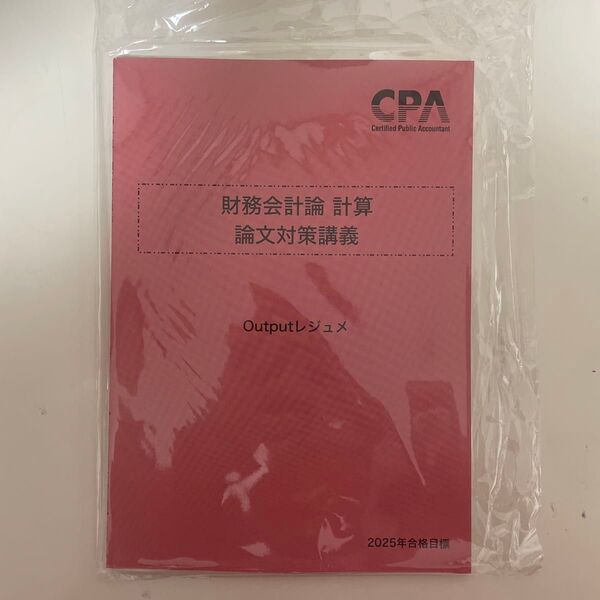 CPA
Certified Public Accountant
財務会計論 計算
論文対策講義
Outputレジュメ
2025年合格目標